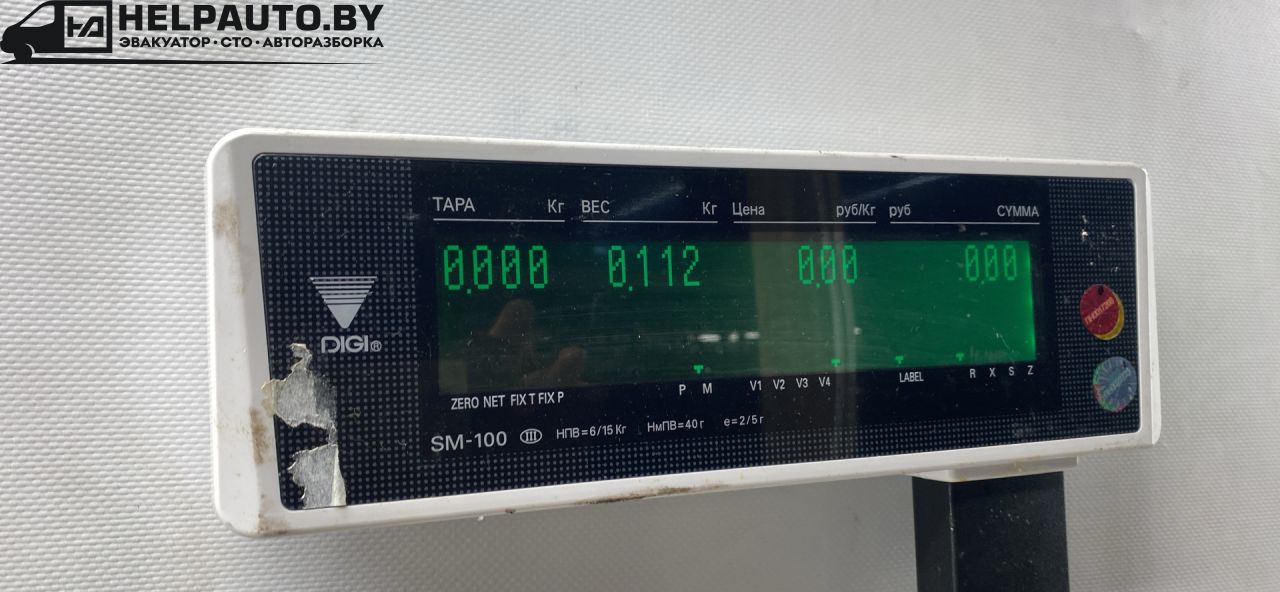 HELPAUTO.BY
ЭВАКУАТОР·СТО·АВТОРАЗБОРКА
ТАРА Кг ВЕС Кг Цена руб/Кг руб СУММА
0.000 0.112 0.00 0.00
DIGI®
P M V1 V2 V3 V4 LABEL R X S Z
ZERO NET FIX T FIX P
SM-100 III НПВ=6/15 Кг НмПВ=40 г e=2/5 г